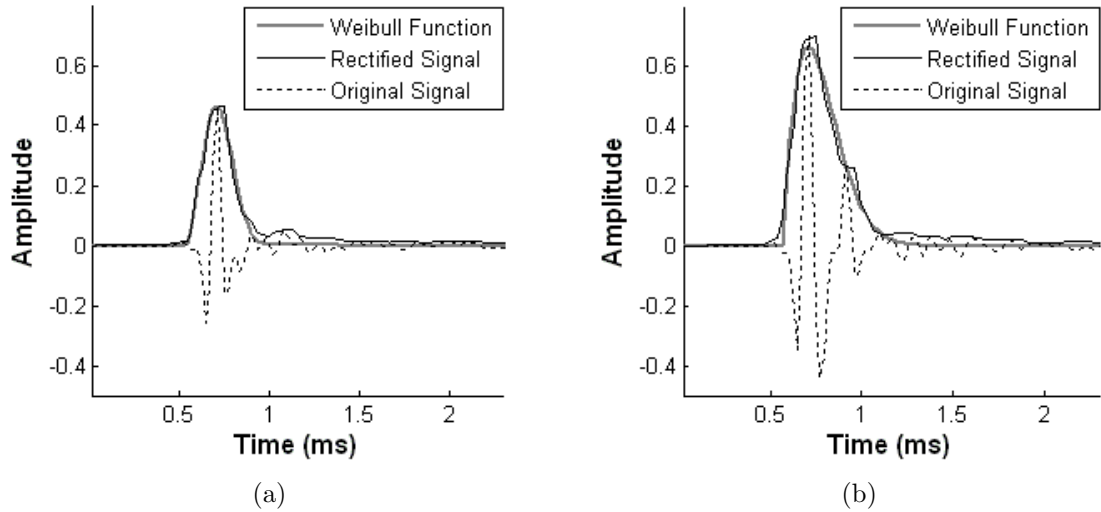 Weibull Function
Rectified Signal
Original Signal
0.6
0.4
0.2
0
-0.2
-0.4
Amplitude
0.5
1
1.5
2
Time (ms)
(a)
Weibull Function
Rectified Signal
Original Signal
0.6
0.4
0.2
0
-0.2
-0.4
Amplitude
0.5
1
1.5
2
Time (ms)
(b)